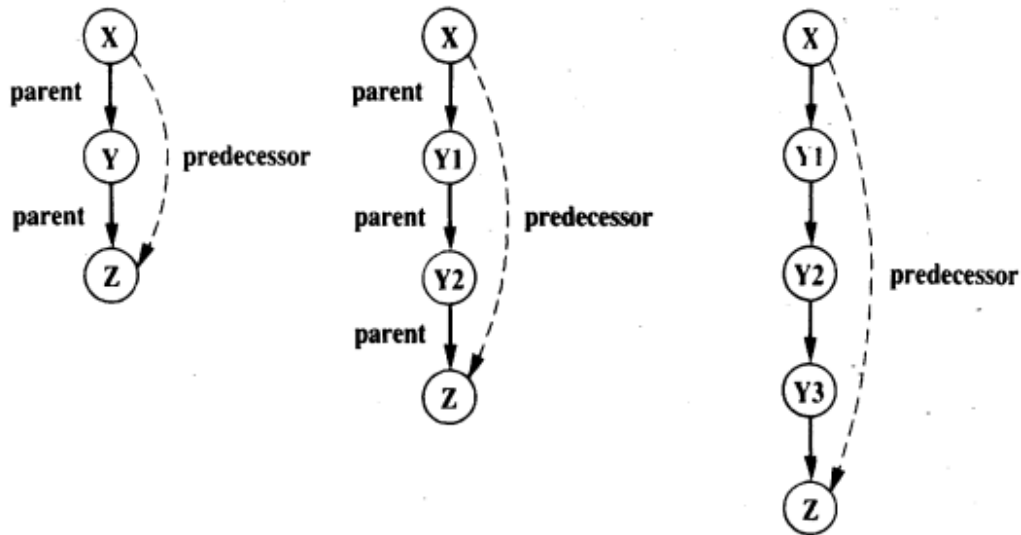 X
parent
Y
predecessor
parent
Z
X
parent
Y1
parent
predecessor
Y2
parent
Z
X
Y1
Y2
predecessor
Y3
Z